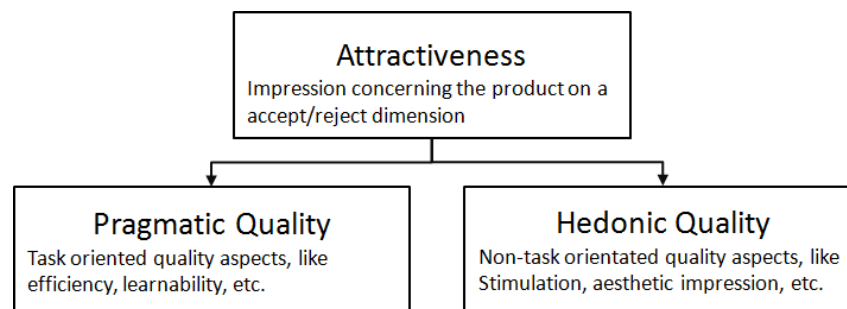 Attractiveness
Impression concerning the product on a
accept/reject dimension
Pragmatic Quality
Task oriented quality aspects, like
efficiency, learnability, etc.
Hedonic Quality
Non-task orientated quality aspects, like
Stimulation, aesthetic impression, etc.